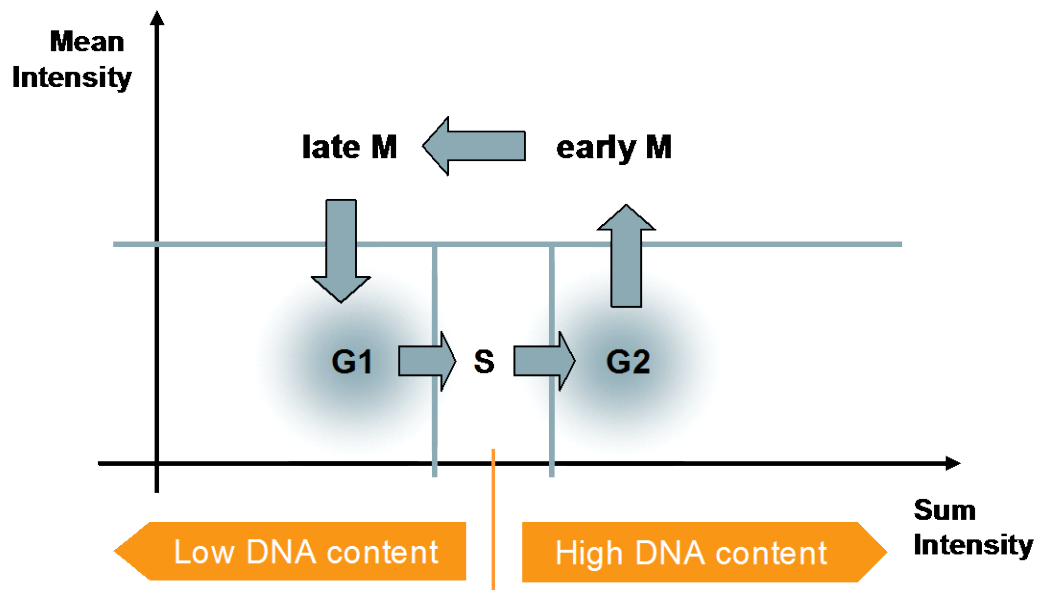 Mean
Intensity
late M
early M
G1
S
G2
Low DNA content
High DNA content
Sum
Intensity